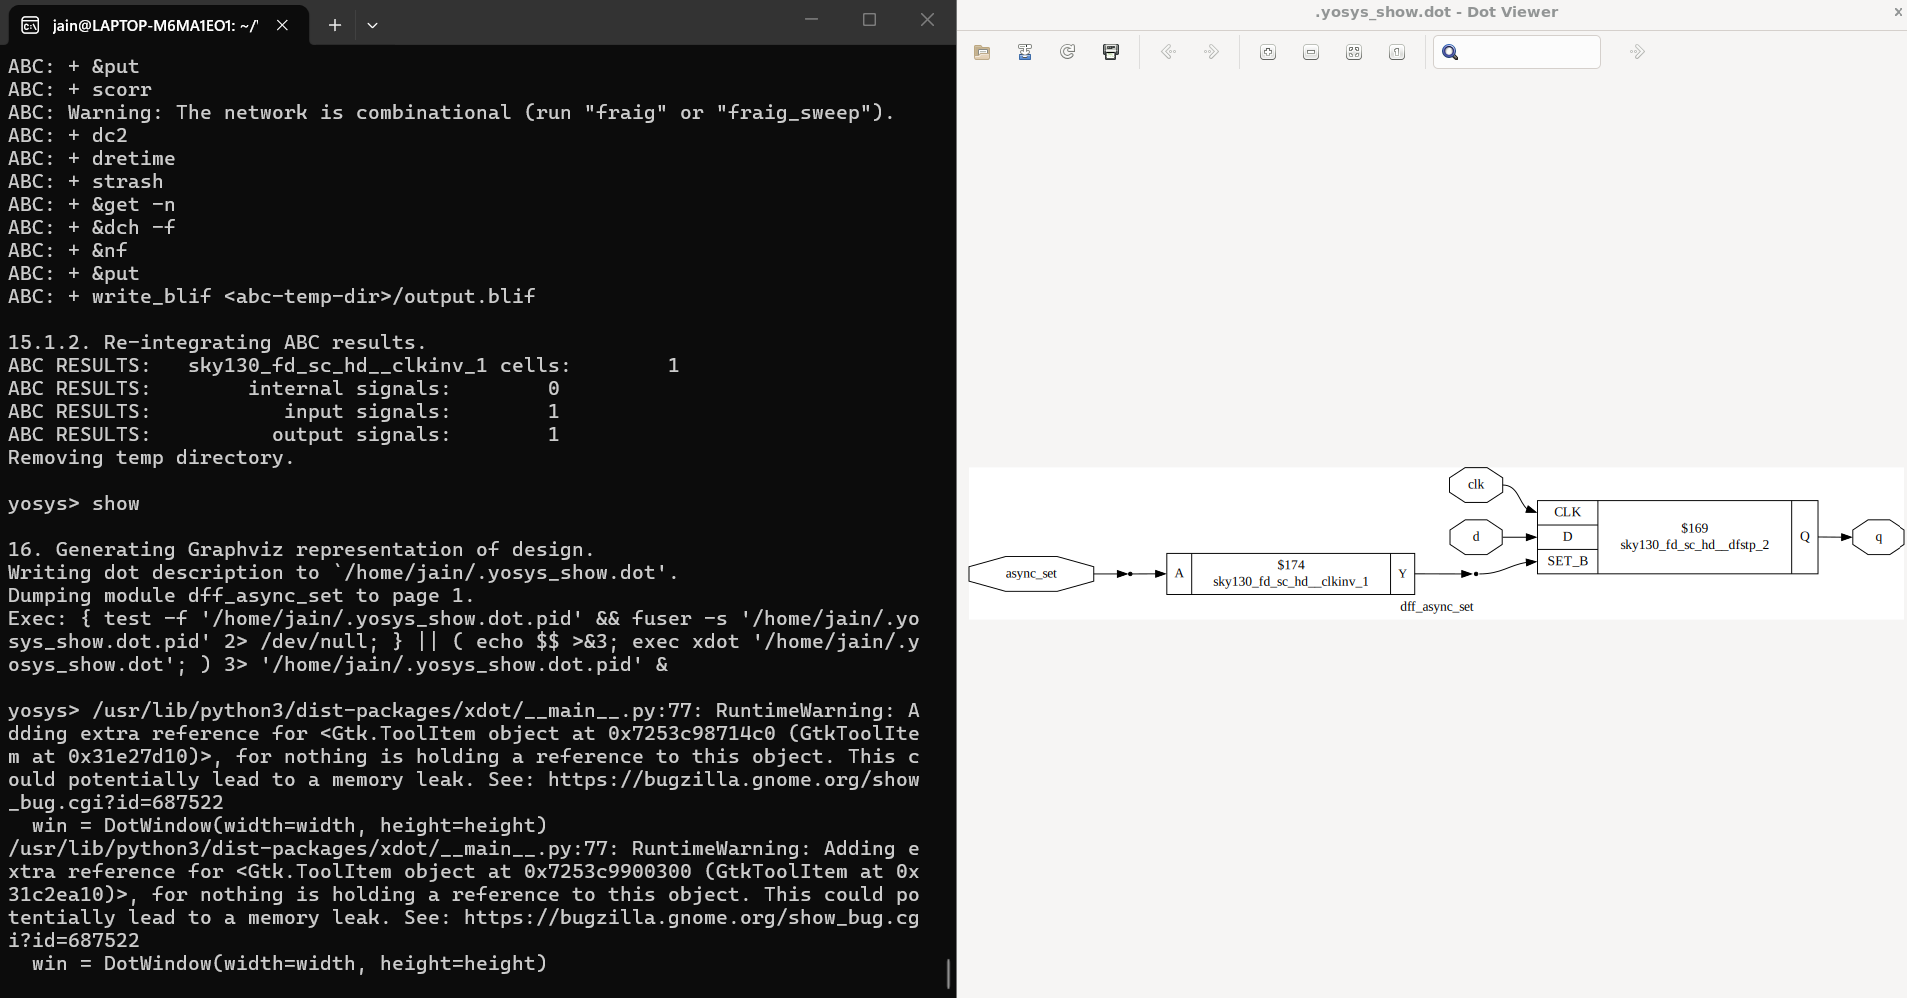 jain@LAPTOP-M6MA1EO1: ~/
ABC: + &put
ABC: + scorr
ABC: Warning: The network is combinational (run "fraig" or "fraig_sweep").
ABC: + dc2
ABC: + dretime
ABC: + strash
ABC: + &get -n
ABC: + &dch -f
ABC: + &nf
ABC: + &put
ABC: + write_blif <abc-temp-dir>/output.blif
15.1.2. Re-integrating ABC results.
ABC RESULTS:   sky130_fd_sc_hd__clkinv_1 cells:        1
ABC RESULTS:        internal signals:        0
ABC RESULTS:           input signals:        1
ABC RESULTS:          output signals:        1
Removing temp directory.
yosys> show
16. Generating Graphviz representation of design.
Writing dot description to `/home/jain/.yosys_show.dot'.
Dumping module dff_async_set to page 1.
Exec: { test -f '/home/jain/.yosys_show.dot.pid' && fuser -s '/home/jain/.yo
sys_show.dot.pid' 2> /dev/null; } || ( echo $$ >&3; exec xdot '/home/jain/.y
osys_show.dot'; ) 3> '/home/jain/.yosys_show.dot.pid' &
yosys> /usr/lib/python3/dist-packages/xdot/__main__.py:77: RuntimeWarning: A
dding extra reference for <Gtk.ToolItem object at 0x7253c98714c0 (GtkToolIte
m at 0x31e27d10)>, for nothing is holding a reference to this object. This c
ould potentially lead to a memory leak. See: https://bugzilla.gnome.org/show
_bug.cgi?id=687522
  win = DotWindow(width=width, height=height)
/usr/lib/python3/dist-packages/xdot/__main__.py:77: RuntimeWarning: Adding e
xtra reference for <Gtk.ToolItem object at 0x7253c9900300 (GtkToolItem at 0x
31c2ea10)>, for nothing is holding a reference to this object. This could po
tentially lead to a memory leak. See: https://bugzilla.gnome.org/show_bug.cg
i?id=687522
  win = DotWindow(width=width, height=height)
.yosys_show.dot - Dot Viewer
clk
CLK
d
D
$169
sky130_fd_sc_hd__dfstp_2
Q
q
SET_B
async_set
A
$174
sky130_fd_sc_hd__clkinv_1
Y
dff_async_set